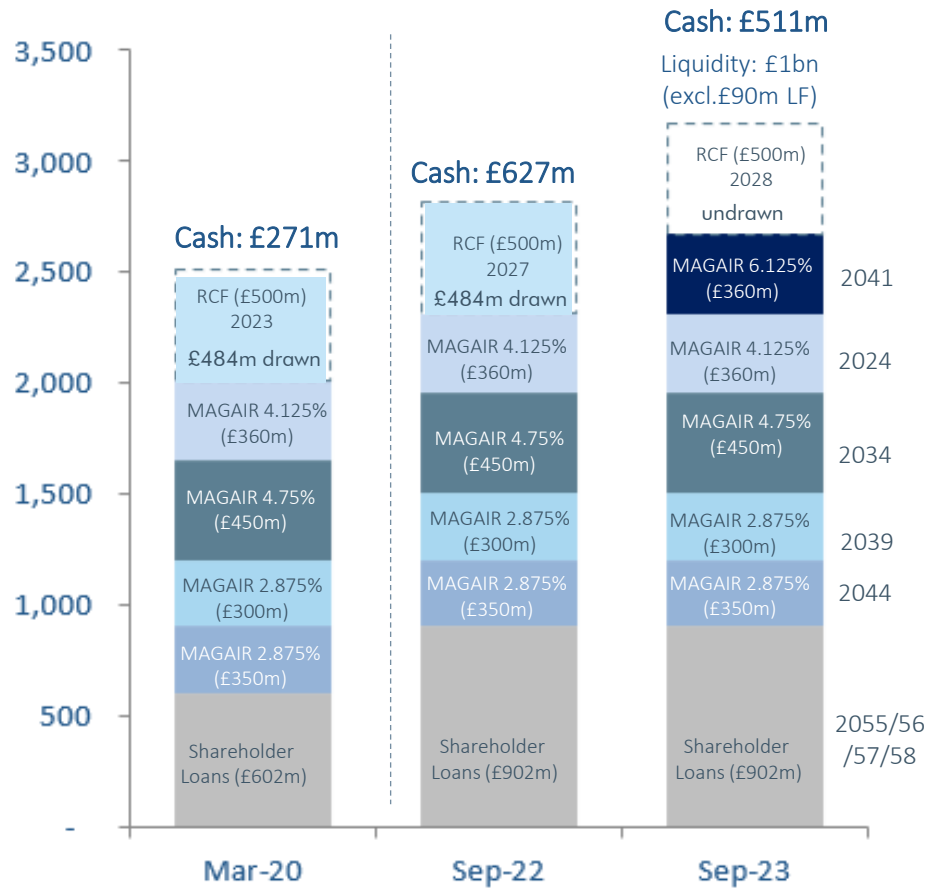 Cash: £511m
Liquidity: £1bn
(excl.£90m LF)
3,500
3,000
2,500
2,000
1,500
1,000
500
-
Cash: £271m
RCF (£500m)
2023
£484m drawn
MAGAIR 4.125%
(£360m)
MAGAIR 4.75%
(£450m)
MAGAIR 2.875%
(£300m)
MAGAIR 2.875%
(£350m)
Shareholder
Loans (£602m)
Cash: £627m
RCF (£500m)
2027
£484m drawn
MAGAIR 4.125%
(£360m)
MAGAIR 4.75%
(£450m)
MAGAIR 2.875%
(£300m)
MAGAIR 2.875%
(£350m)
Shareholder
Loans (£902m)
RCF (£500m)
2028
undrawn
MAGAIR 6.125%
(£360m)
MAGAIR 4.125%
(£360m)
MAGAIR 4.75%
(£450m)
MAGAIR 2.875%
(£300m)
MAGAIR 2.875%
(£350m)
Shareholder
Loans (£902m)
2041
2024
2034
2039
2044
2055/56
/57/58
Mar-20
Sep-22
Sep-23